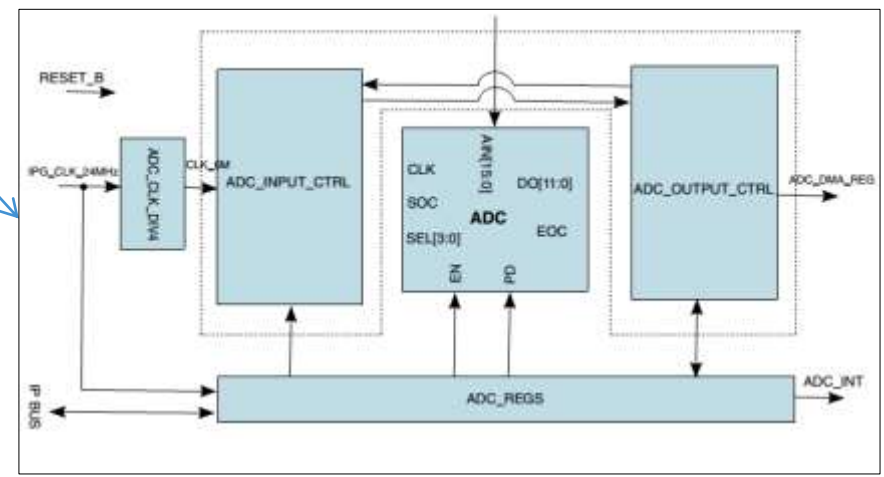 RESET_B
IPG_CLK_24MHz
ADC_CLK_DIV4
CLK_6M
ADC_INPUT_CTRL
AIN[15:0]
CLK
SOC
SEL[3:0]
ADC
DO[11:0]
EOC
EN
PD
ADC_OUTPUT_CTRL
ADC_DMA_REG
IP BUS
ADC_REGS
ADC_INT